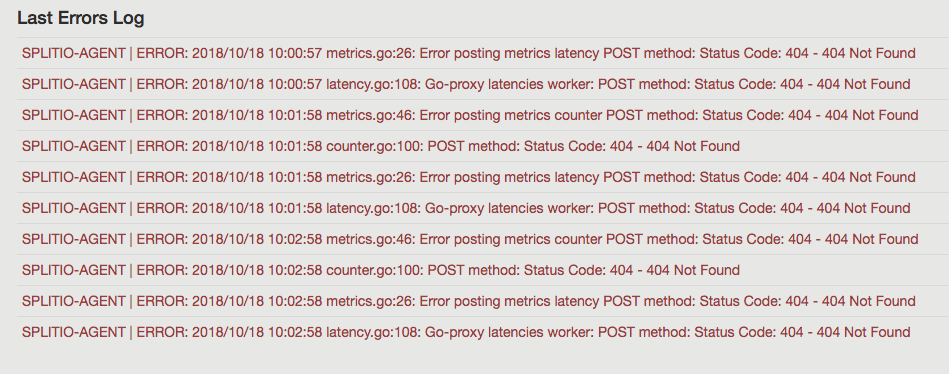 Last Errors Log
SPLITIO-AGENT | ERROR: 2018/10/18 10:00:57 metrics.go:26: Error posting metrics latency POST method: Status Code: 404 - 404 Not Found
SPLITIO-AGENT | ERROR: 2018/10/18 10:00:57 latency.go:108: Go-proxy latencies worker: POST method: Status Code: 404 - 404 Not Found
SPLITIO-AGENT | ERROR: 2018/10/18 10:01:58 metrics.go:46: Error posting metrics counter POST method: Status Code: 404 - 404 Not Found
SPLITIO-AGENT | ERROR: 2018/10/18 10:01:58 counter.go:100: POST method: Status Code: 404 - 404 Not Found
SPLITIO-AGENT | ERROR: 2018/10/18 10:01:58 metrics.go:26: Error posting metrics latency POST method: Status Code: 404 - 404 Not Found
SPLITIO-AGENT | ERROR: 2018/10/18 10:01:58 latency.go:108: Go-proxy latencies worker: POST method: Status Code: 404 - 404 Not Found
SPLITIO-AGENT | ERROR: 2018/10/18 10:02:58 metrics.go:46: Error posting metrics counter POST method: Status Code: 404 - 404 Not Found
SPLITIO-AGENT | ERROR: 2018/10/18 10:02:58 counter.go:100: POST method: Status Code: 404 - 404 Not Found
SPLITIO-AGENT | ERROR: 2018/10/18 10:02:58 metrics.go:26: Error posting metrics latency POST method: Status Code: 404 - 404 Not Found
SPLITIO-AGENT | ERROR: 2018/10/18 10:02:58 latency.go:108: Go-proxy latencies worker: POST method: Status Code: 404 - 404 Not Found